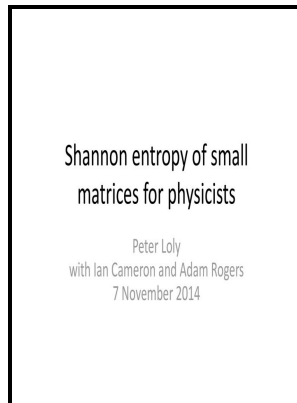 Shannon entropy of small
matrices for physicists
Peter Loly
with Ian Cameron and Adam Rogers
7 November 2014